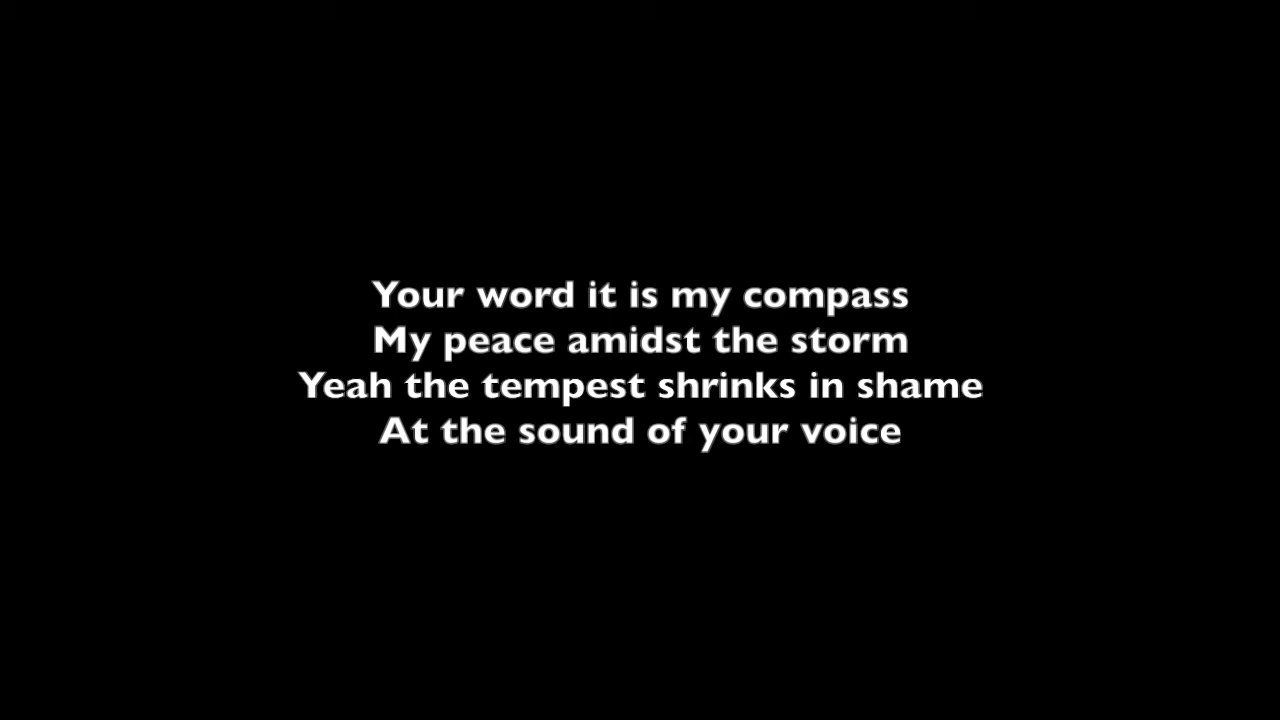 Your word it is my compass
My peace amidst the storm
Yeah the tempest shrinks in shame
At the sound of your voice